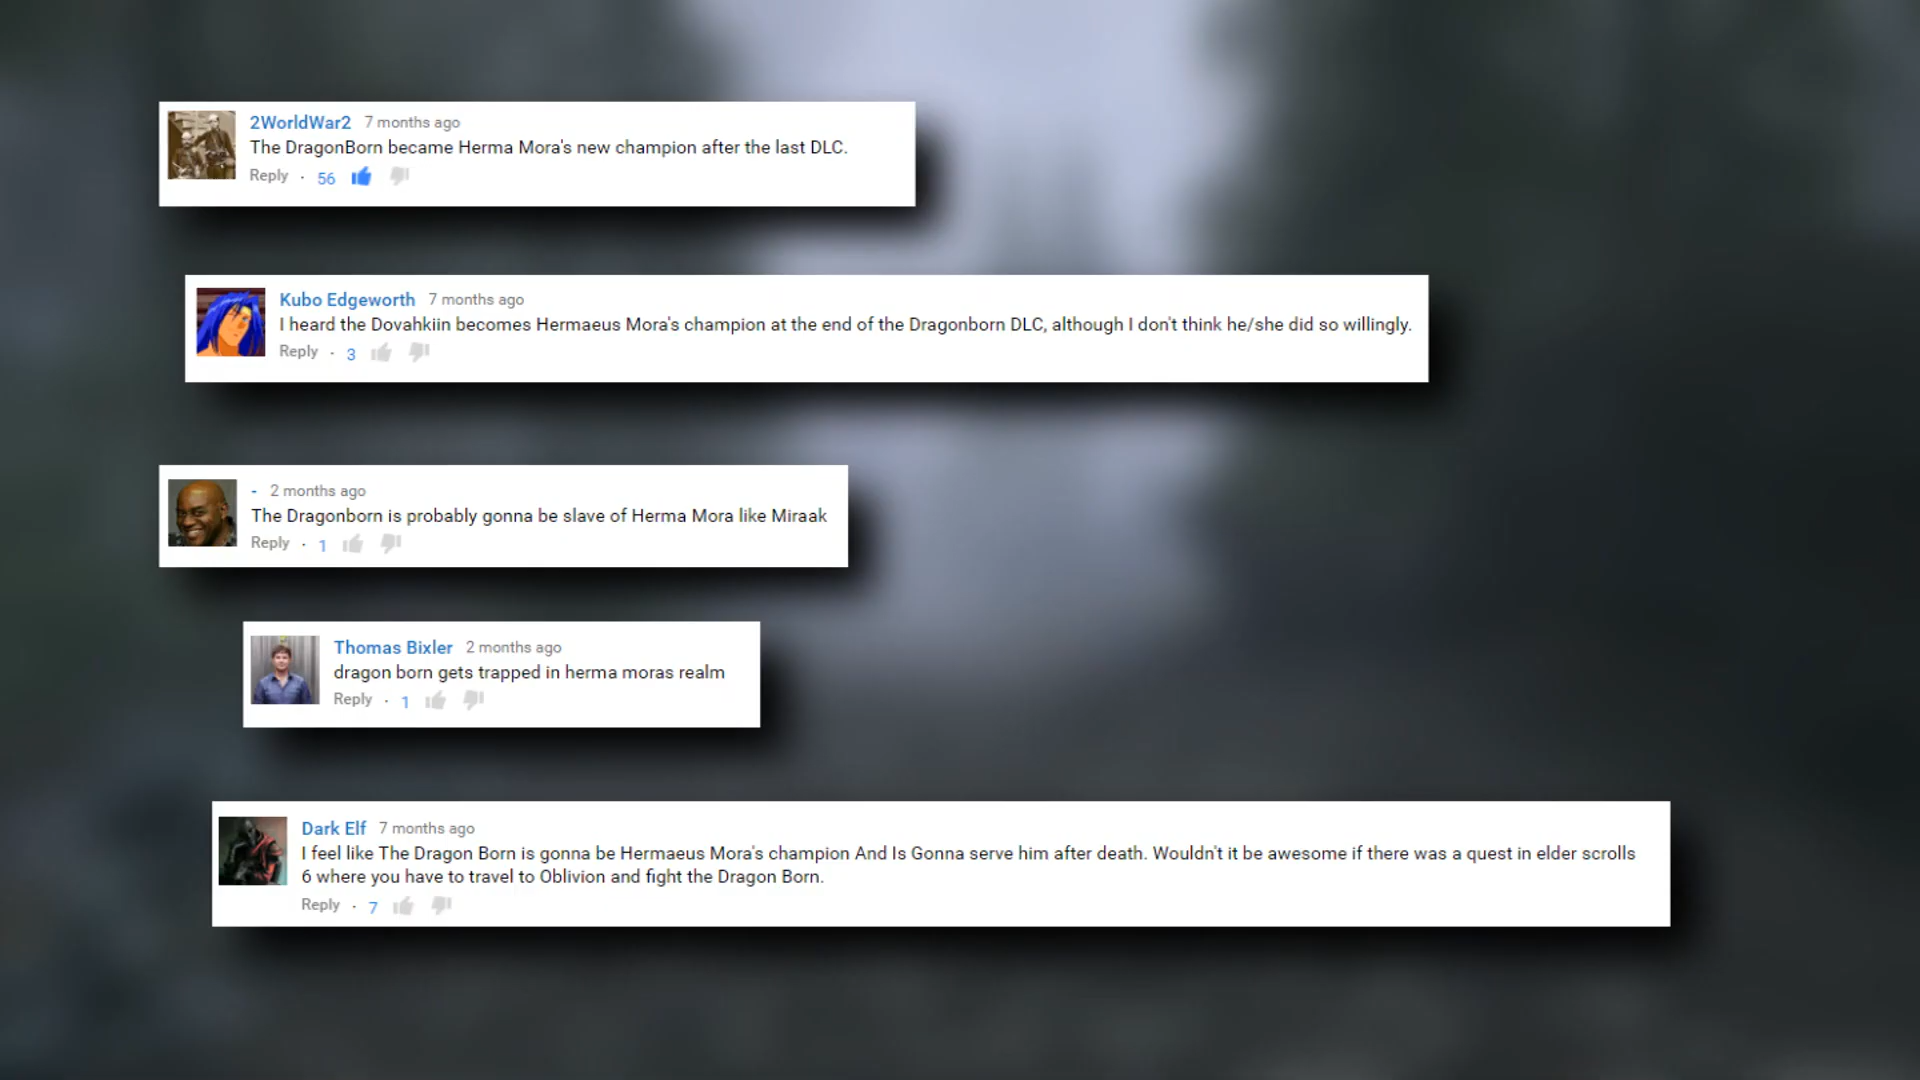 2WorldWar2 7 months ago
The DragonBorn became Herma Mora's new champion after the last DLC.
Reply · 56
Kubo Edgeworth 7 months ago
I heard the Dovahkiin becomes Hermaeus Mora's champion at the end of the Dragonborn DLC, although I don't think he/she did so willingly.
Reply · 3
- 2 months ago
The Dragonborn is probably gonna be slave of Herma Mora like Miraak
Reply · 1
Thomas Bixler 2 months ago
dragon born gets trapped in herma moras realm
Reply · 1
Dark Elf 7 months ago
I feel like The Dragon Born is gonna be Hermaeus Mora's champion And Is Gonna serve him after death. Wouldn't it be awesome if there was a quest in elder scrolls
6 where you have to travel to Oblivion and fight the Dragon Born.
Reply · 7